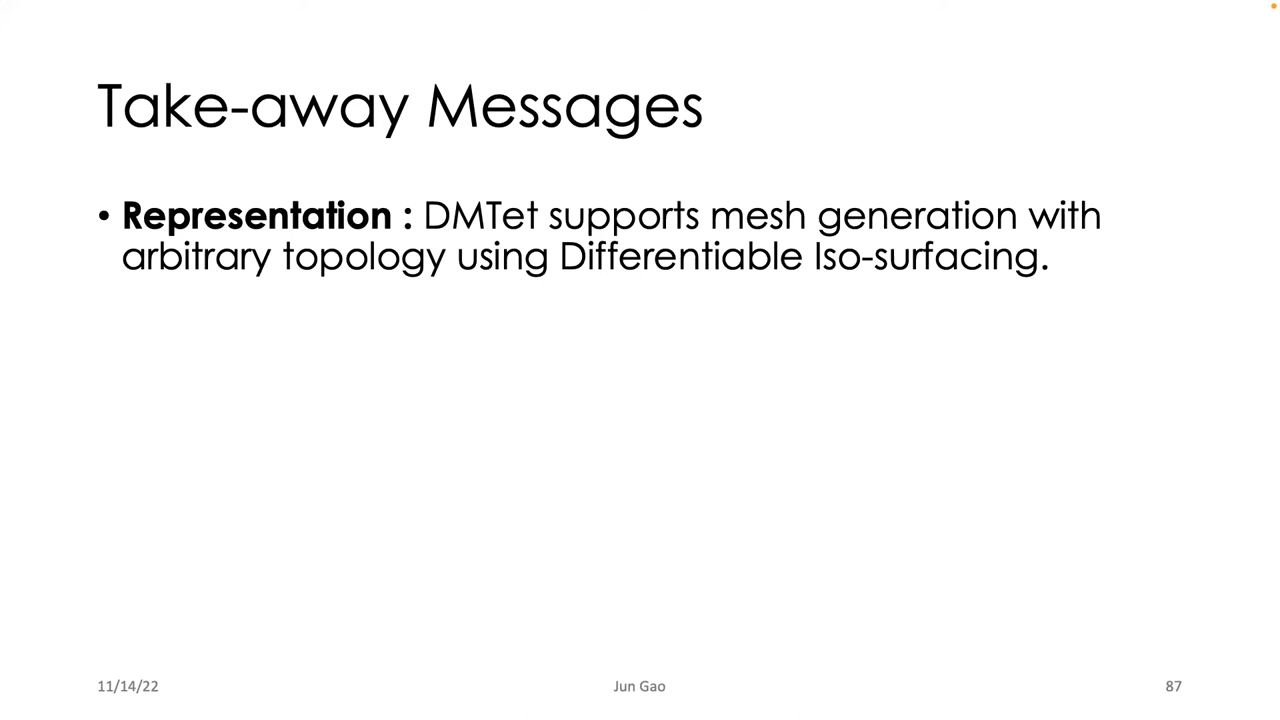 Take-away Messages
• Representation : DMTet supports mesh generation with
arbitrary topology using Differentiable Iso-surfacing.
11/14/22
Jun Gao
87